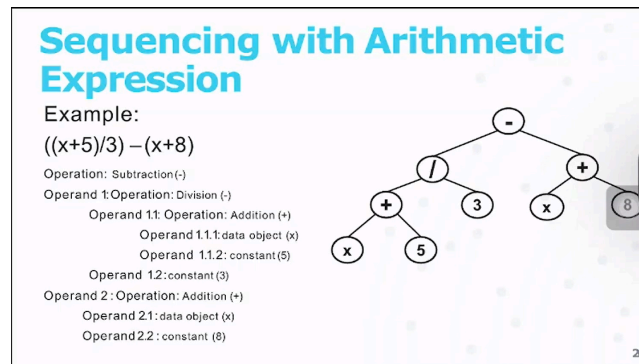 Sequencing with Arithmetic
Expression
Example:
((x+5)/3) – (x+8)
Operation: Subtraction (-)
Operand 1:Operation: Division (-)
Operand 1.1: Operation: Addition (+)
Operand 1.1.1:data object (x)
Operand 1.1.2: constant (5)
Operand 1.2:constant (3)
Operand 2 : Operation: Addition (+)
Operand 2.1: data object (x)
Operand 2.2: constant (8)
-
/
+
+
3
x
8
x
5
2